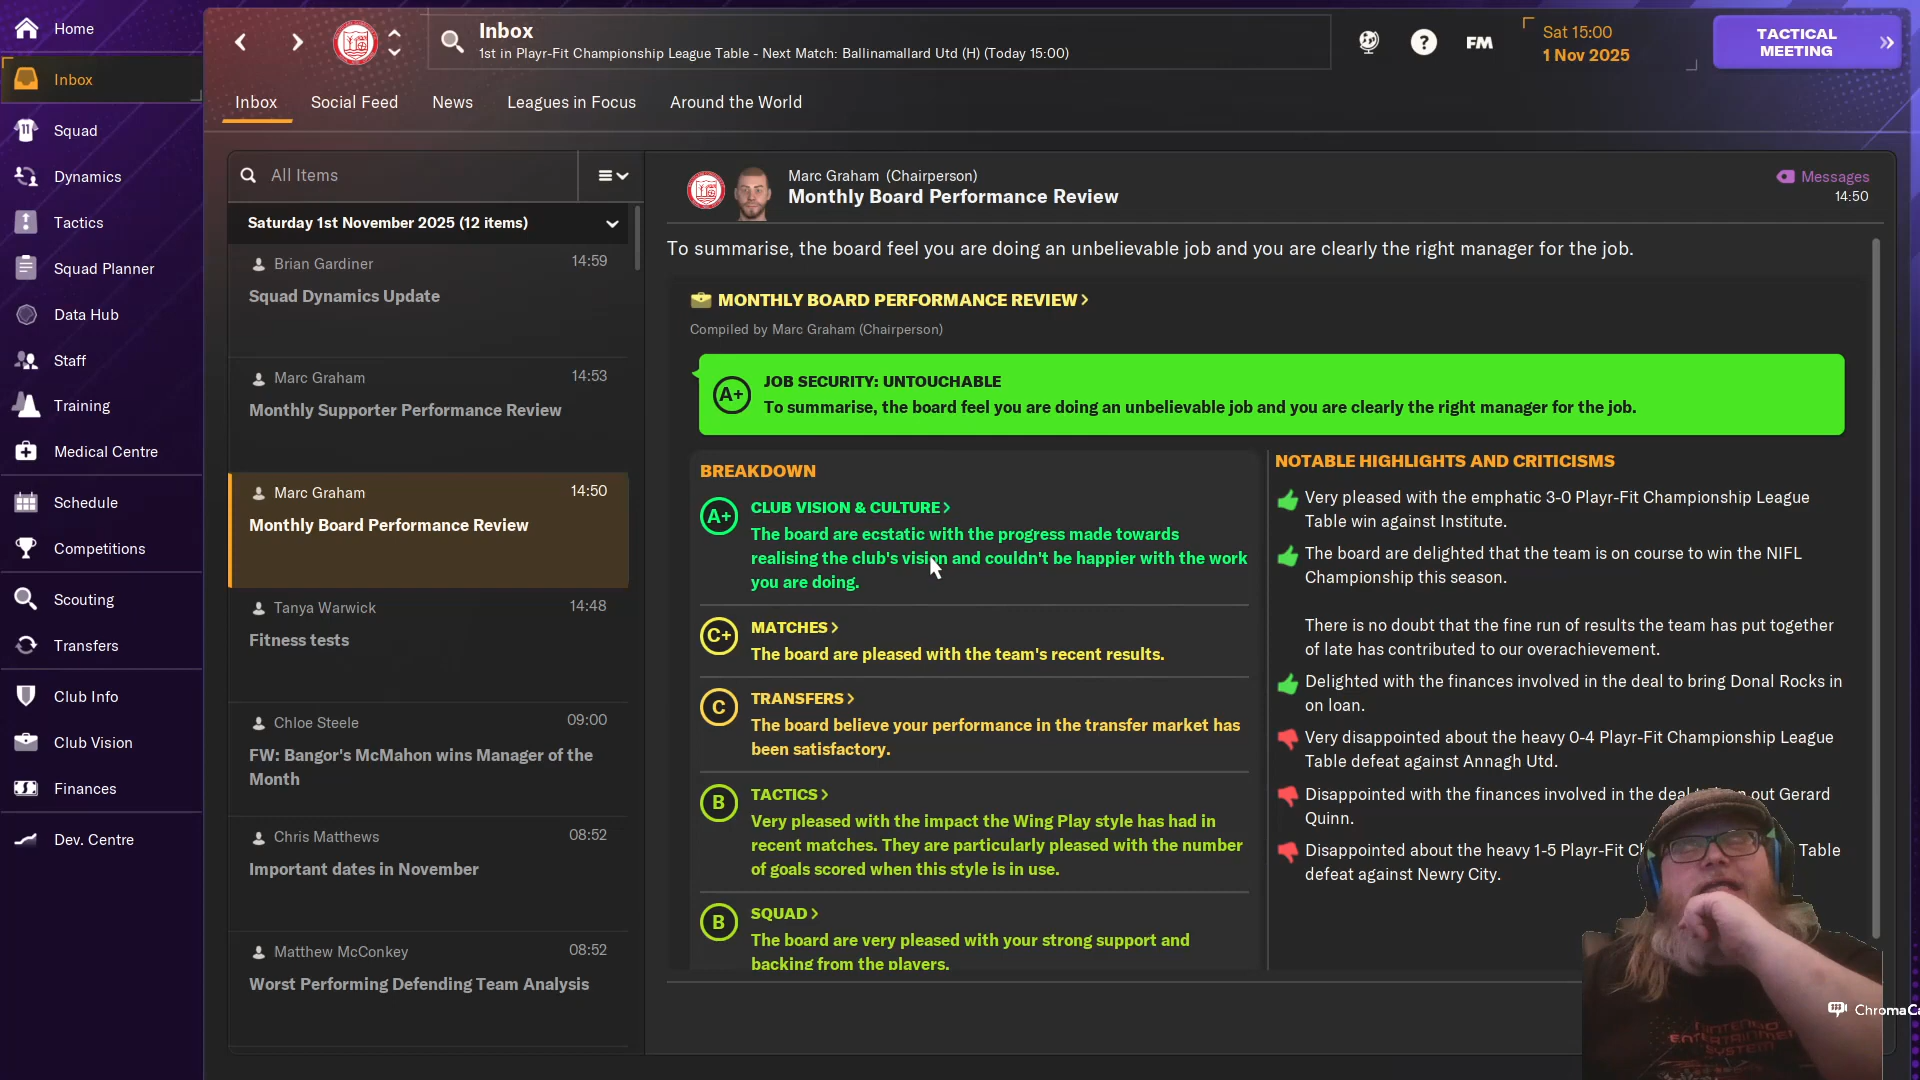 Home
Inbox
Squad
Dynamics
Tactics
Squad Planner
Data Hub
Staff
Training
Medical Centre
Schedule
Competitions
Scouting
Transfers
Club Info
Club Vision
Finances
Dev. Centre
Inbox
1st in Playr-Fit Championship League Table - Next Match: Ballinamallard Utd (H) (Today 15:00)
?
FM
Sat 15:00
1 Nov 2025
TACTICAL
MEETING
Inbox
Social Feed
News
Leagues in Focus
Around the World
All Items
Saturday 1st November 2025 (12 items)
Brian Gardiner
14:59
Squad Dynamics Update
Marc Graham
14:53
Monthly Supporter Performance Review
Marc Graham
14:50
Monthly Board Performance Review
Tanya Warwick
14:48
Fitness tests
Chloe Steele
09:00
FW: Bangor's McMahon wins Manager of the
Month
Chris Matthews
08:52
Important dates in November
Matthew McConkey
08:52
Worst Performing Defending Team Analysis
Marc Graham (Chairperson)
Monthly Board Performance Review
Messages
14:50
To summarise, the board feel you are doing an unbelievable job and you are clearly the right manager for the job.
MONTHLY BOARD PERFORMANCE REVIEW >
Compiled by Marc Graham (Chairperson)
A+
JOB SECURITY: UNTOUCHABLE
To summarise, the board feel you are doing an unbelievable job and you are clearly the right manager for the job.
BREAKDOWN
A+
CLUB VISION & CULTURE >
The board are ecstatic with the progress made towards
realising the club's vision and couldn't be happier with the work
you are doing.
C+
MATCHES >
The board are pleased with the team's recent results.
C
TRANSFERS >
The board believe your performance in the transfer market has
been satisfactory.
B
TACTICS >
Very pleased with the impact the Wing Play style has had in
recent matches. They are particularly pleased with the number
of goals scored when this style is in use.
B
SQUAD >
The board are very pleased with your strong support and
backing from the players.
NOTABLE HIGHLIGHTS AND CRITICISMS
Very pleased with the emphatic 3-0 Playr-Fit Championship League
Table win against Institute.
The board are delighted that the team is on course to win the NIFL
Championship this season.
There is no doubt that the fine run of results the team has put together
of late has contributed to our overachievement.
Delighted with the finances involved in the deal to bring Donal Rocks in
on loan.
Very disappointed about the heavy 0-4 Playr-Fit Championship League
Table defeat against Annagh Utd.
Disappointed with the finances involved in the deal out Gerard
Quinn.
Disappointed about the heavy 1-5 Playr-Fit Table
defeat against Newry City.
NINTENDO
ENTERTAINMENT
SYSTEM